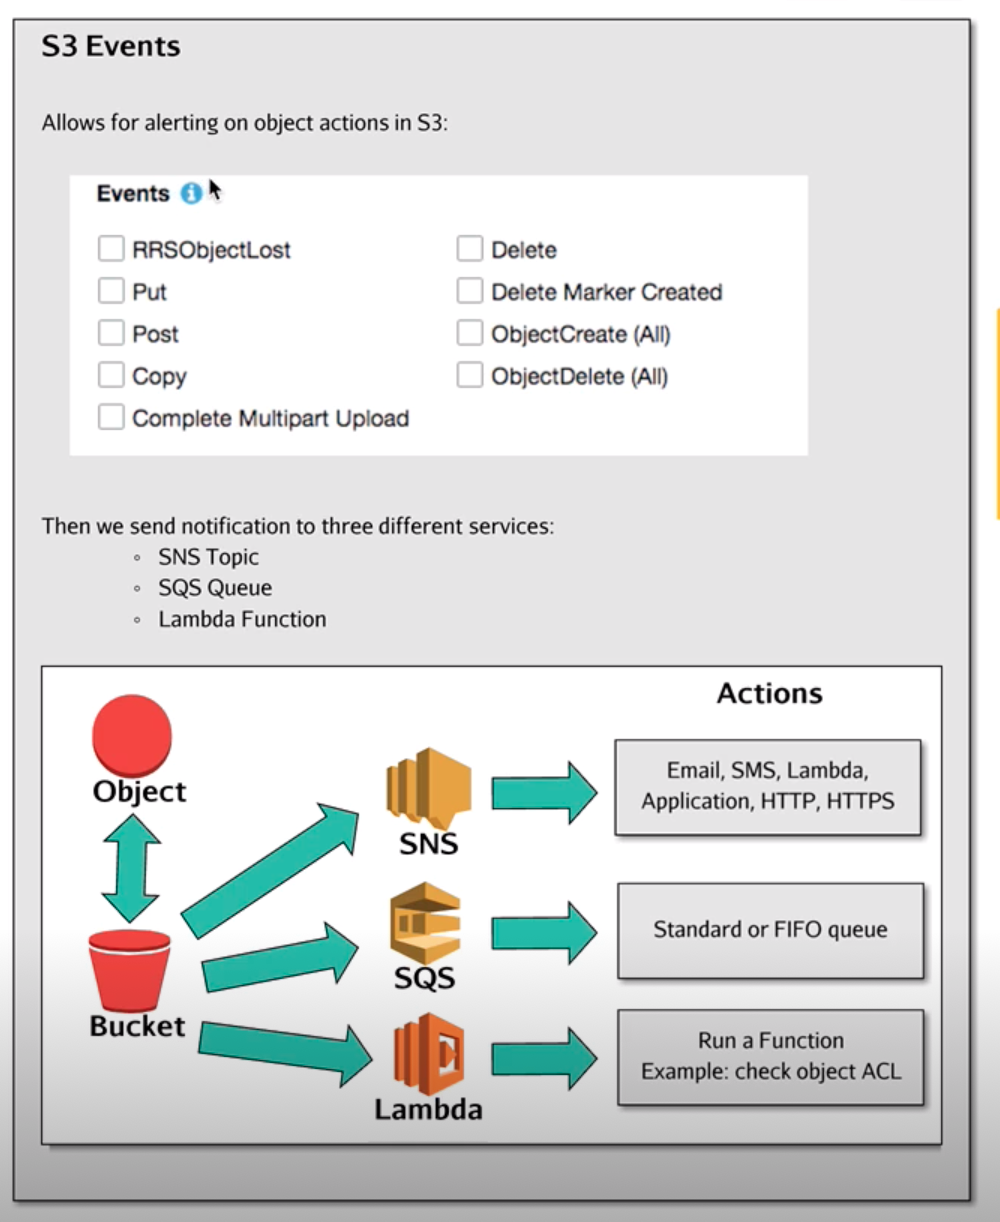 S3 Events
Allows for alerting on object actions in S3:
Events
RRSObjectLost
Put
Post
Copy
Complete Multipart Upload
Delete
Delete Marker Created
ObjectCreate (All)
ObjectDelete (All)
Then we send notification to three different services:
◦ SNS Topic
◦ SQS Queue
◦ Lambda Function
Actions
Object
Bucket
SNS
Email, SMS, Lambda,
Application, HTTP, HTTPS
SQS
Standard or FIFO queue
Lambda
Run a Function
Example: check object ACL